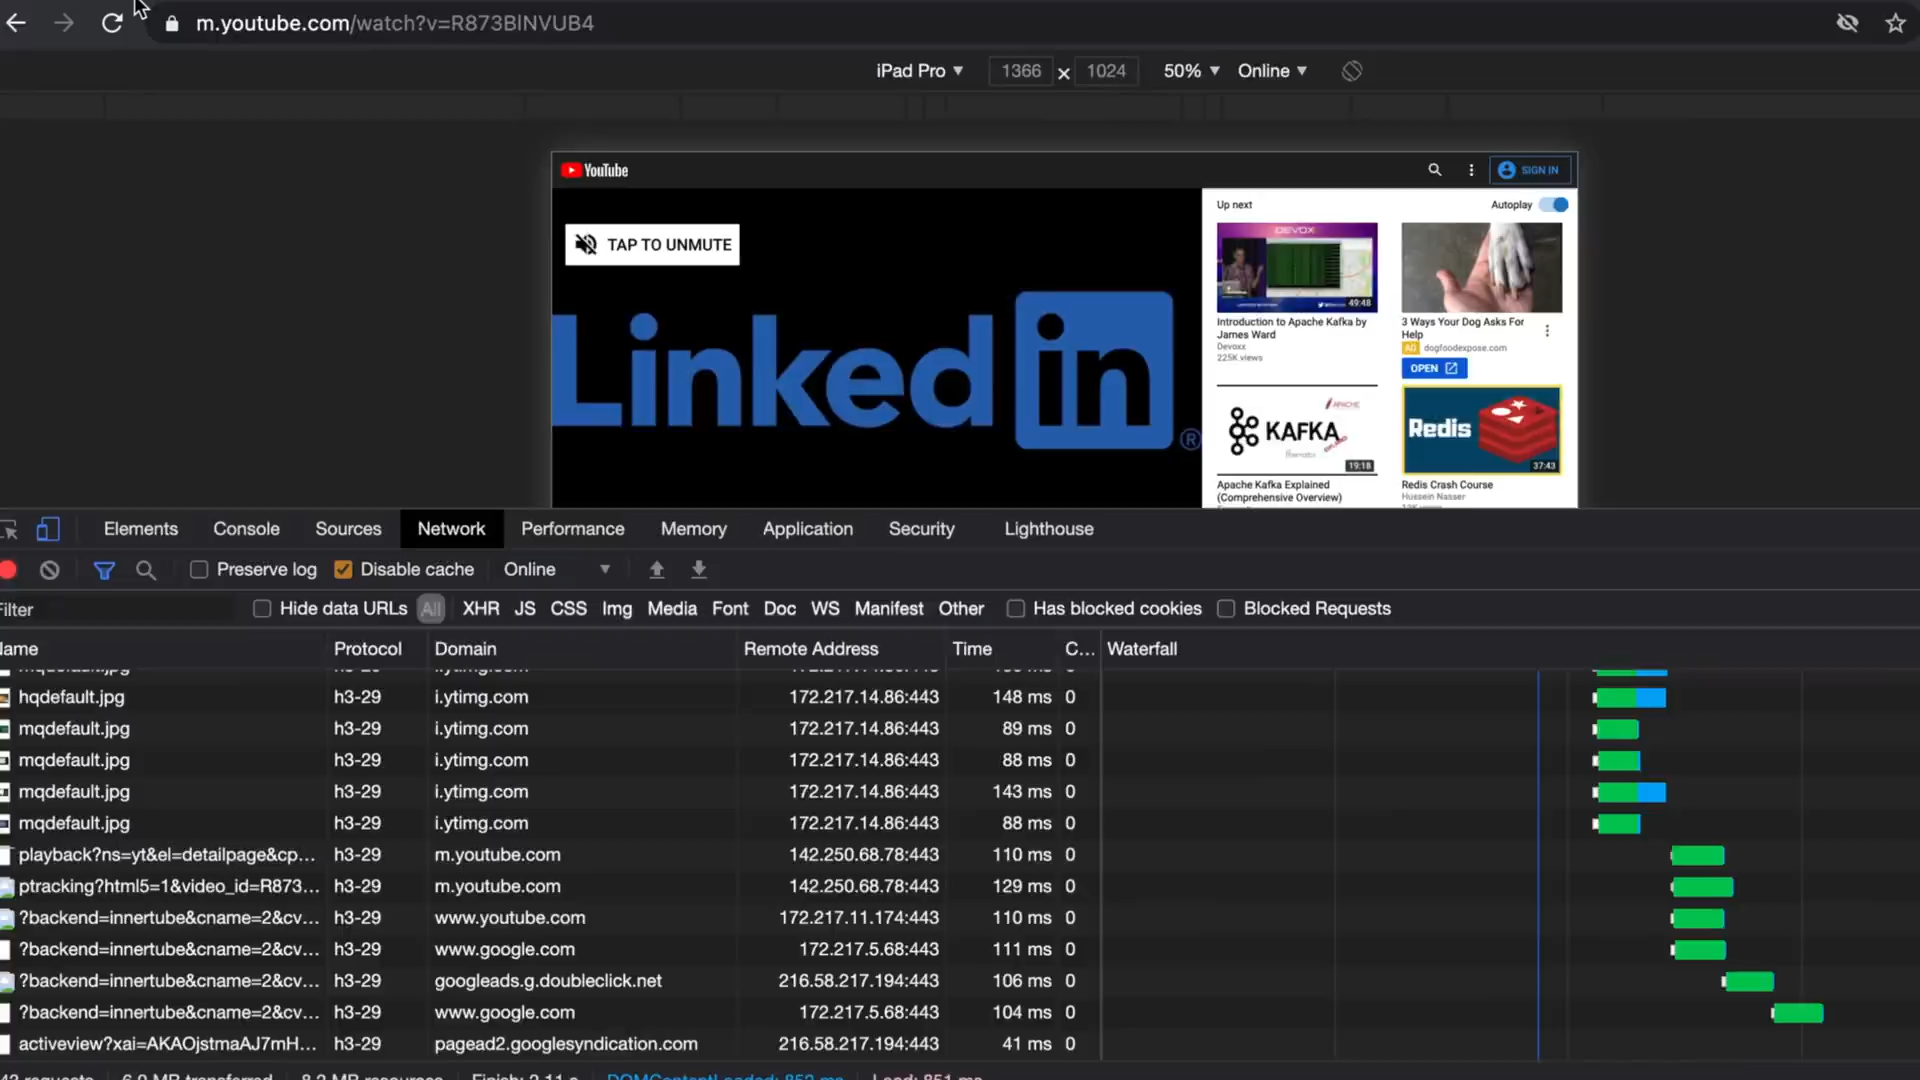 m.youtube.com/watch?v=R873BlNVUB4
iPad Pro ▼ 1366 x 1024 50% ▼ Online ▼
YouTube SIGN IN
TAP TO UNMUTE
Linkedin®
Up next Autoplay
DEVOX
49:48
Introduction to Apache Kafka by
James Ward
Devoxx
225K views
3 Ways Your Dog Asks For
Help
AD dogfoodexpose.com
OPEN
APACHE
KAFKA
19:18
Apache Kafka Explained
(Comprehensive Overview)
Redis
37:43
Redis Crash Course
Hussein Nasser
Elements Console Sources Network Performance Memory Application Security Lighthouse
Preserve log Disable cache Online ▼
Filter Hide data URLs All XHR JS CSS Img Media Font Doc WS Manifest Other Has blocked cookies Blocked Requests
Name Protocol Domain Remote Address Time C... Waterfall
hqdefault.jpg h3-29 i.ytimg.com 172.217.14.86:443 148 ms 0
mqdefault.jpg h3-29 i.ytimg.com 172.217.14.86:443 89 ms 0
mqdefault.jpg h3-29 i.ytimg.com 172.217.14.86:443 88 ms 0
mqdefault.jpg h3-29 i.ytimg.com 172.217.14.86:443 143 ms 0
mqdefault.jpg h3-29 i.ytimg.com 172.217.14.86:443 88 ms 0
playback?ns=yt&el=detailpage&cp... h3-29 m.youtube.com 142.250.68.78:443 110 ms 0
ptracking?html5=1&video_id=R873... h3-29 m.youtube.com 142.250.68.78:443 129 ms 0
?backend=innertube&cname=2&cv... h3-29 www.youtube.com 172.217.11.174:443 110 ms 0
?backend=innertube&cname=2&cv... h3-29 www.google.com 172.217.5.68:443 111 ms 0
?backend=innertube&cname=2&cv... h3-29 googleads.g.doubleclick.net 216.58.217.194:443 106 ms 0
?backend=innertube&cname=2&cv... h3-29 www.google.com 172.217.5.68:443 104 ms 0
activeview?xai=AKAOjstmaAJ7mH... h3-29 pagead2.googlesyndication.com 216.58.217.194:443 41 ms 0
requests MB transferred MB resources Finish: DOMContentLoaded: Load: